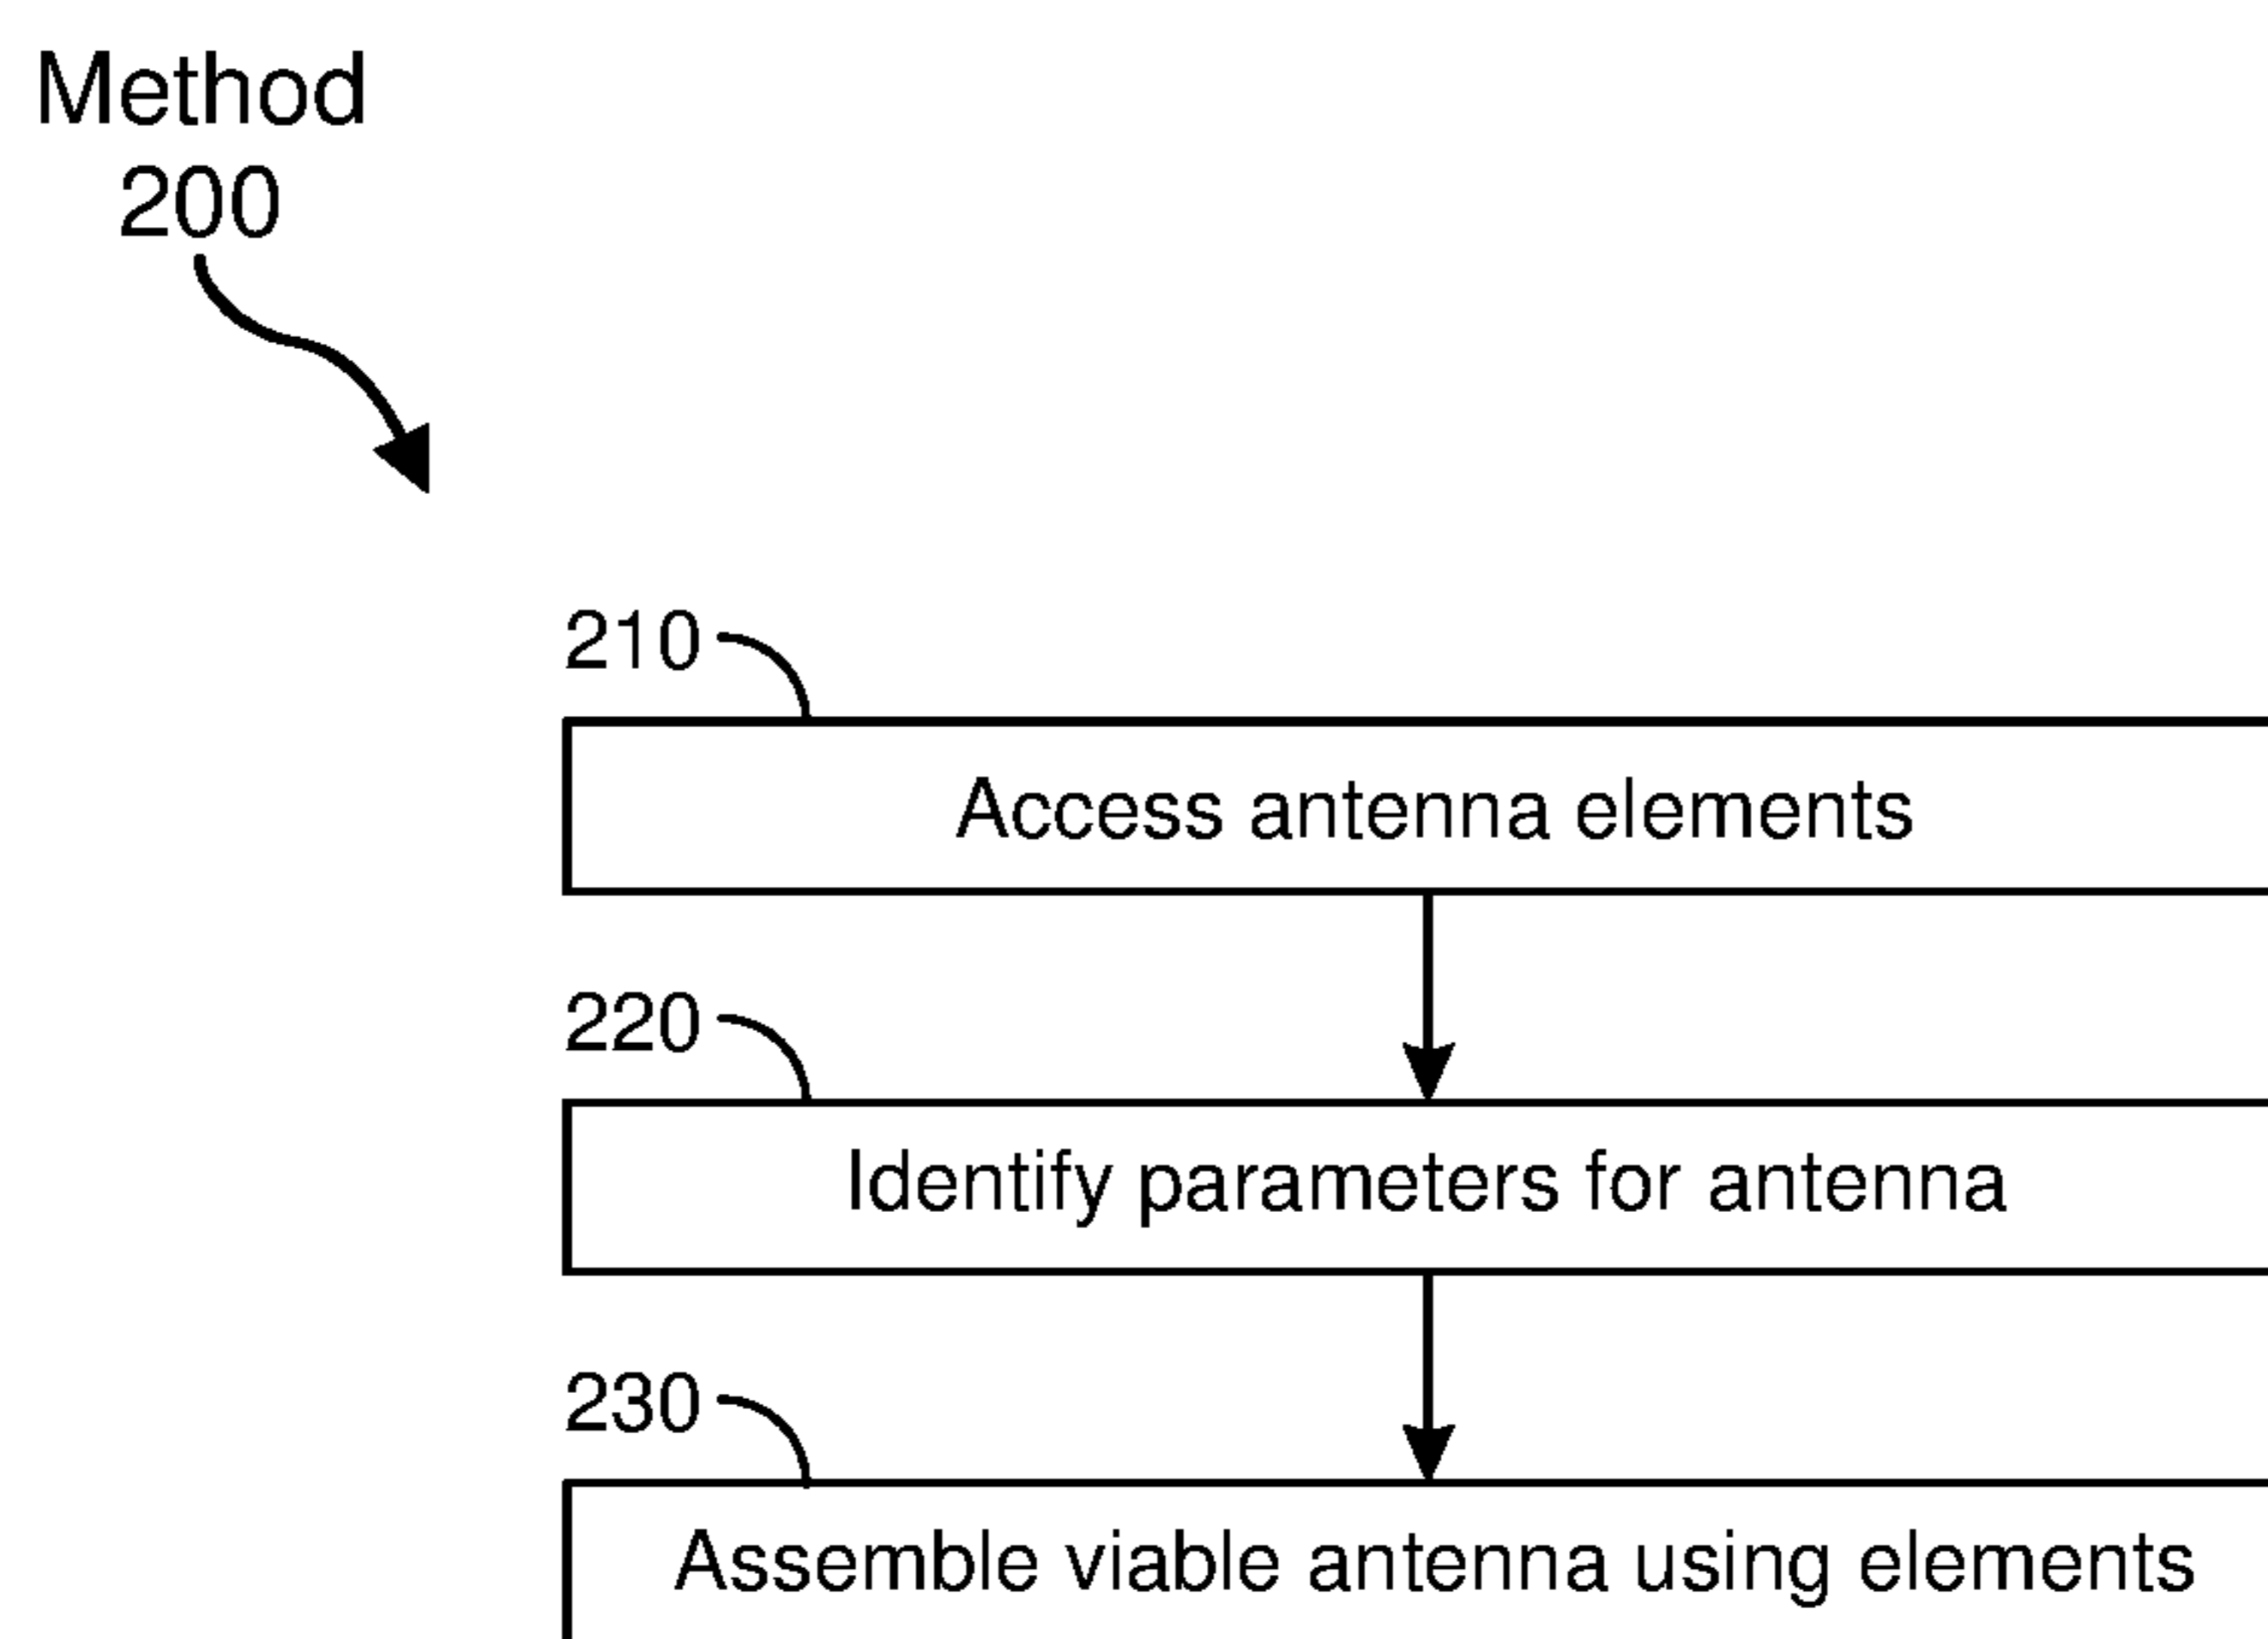 Method
200
210
Access antenna elements
220
Identify parameters for antenna
230
Assemble viable antenna using elements